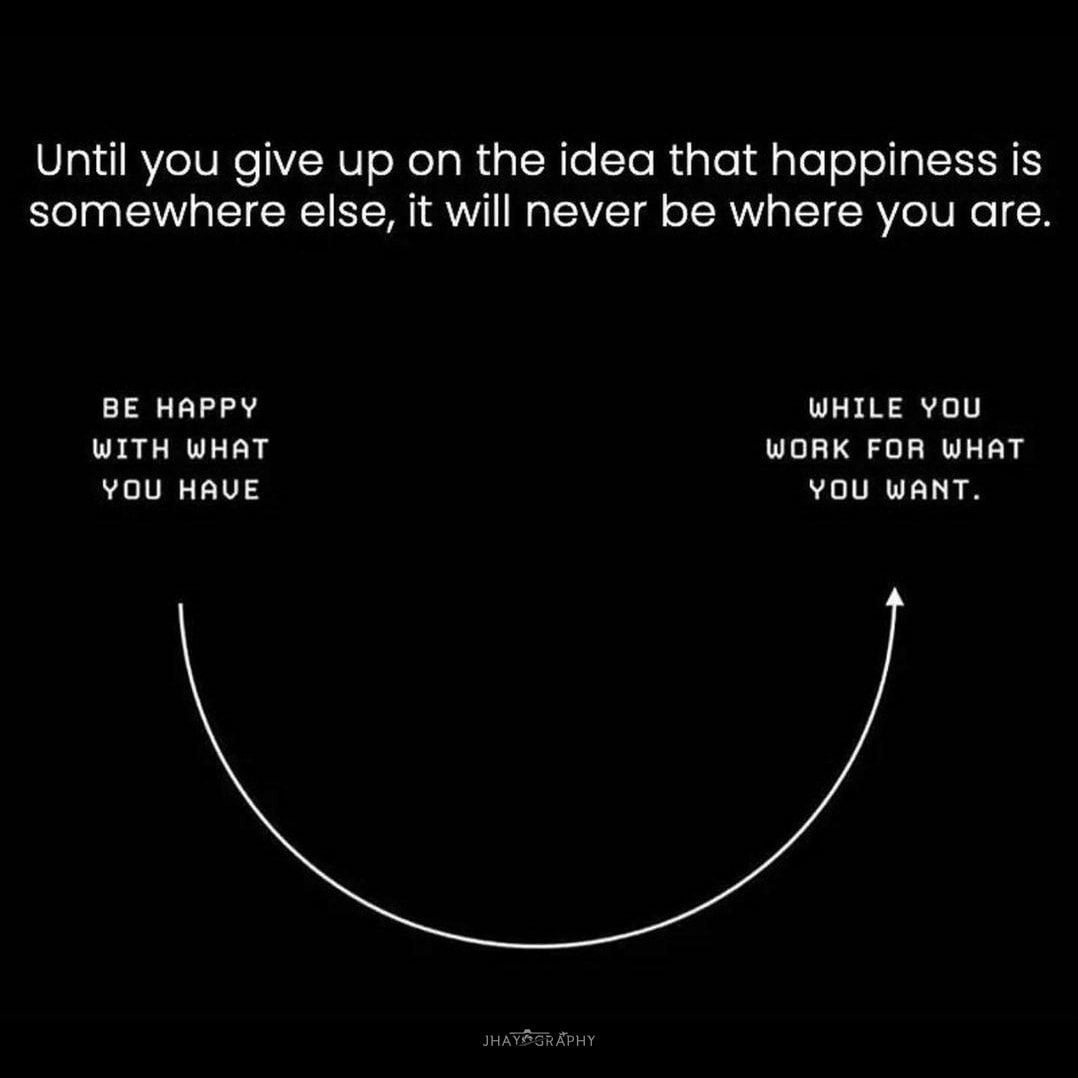 Until you give up on the idea that happiness is
somewhere else, it will never be where you are.
BE HAPPY
WITH WHAT
YOU HAVE
WHILE YOU
WORK FOR WHAT
YOU WANT.
JHAYOGRAPHY